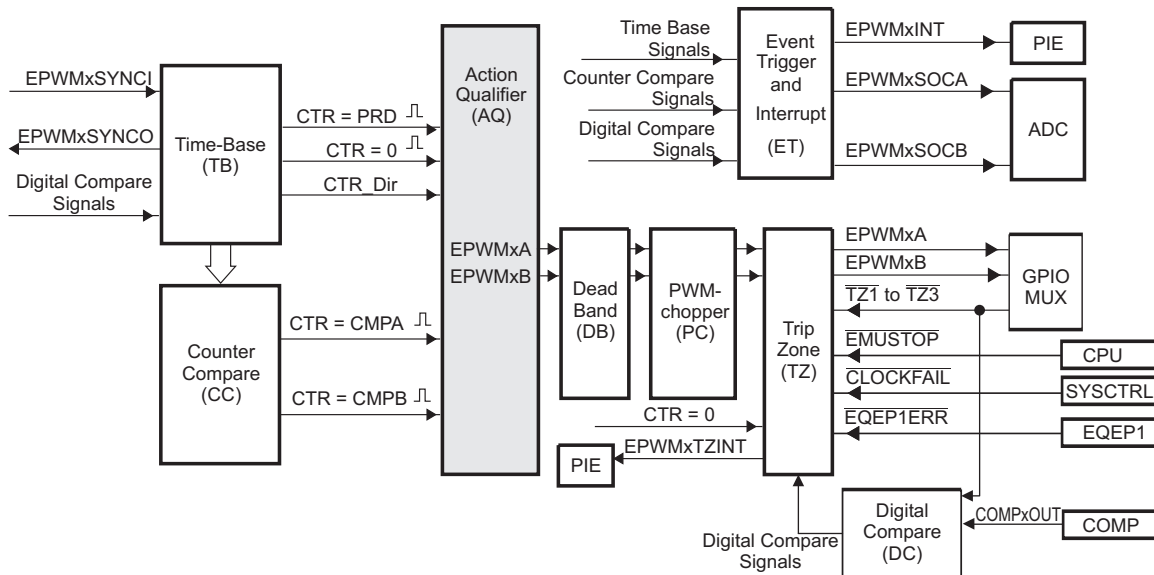 EPWMxSYNCI
EPWMxSYNCO
Digital Compare
Signals
Time-Base
(TB)
CTR = PRD
CTR = 0
CTR_Dir
Counter
Compare
(CC)
CTR = CMPA
CTR = CMPB
Action
Qualifier
(AQ)
EPWMxA
EPWMxB
Time Base
Signals
Counter Compare
Signals
Digital Compare
Signals
Event
Trigger
and
Interrupt
(ET)
EPWMxINT
EPWMxSOCA
EPWMxSOCB
PIE
ADC
Dead
Band
(DB)
PWM-
chopper
(PC)
Trip
Zone
(TZ)
EPWMxA
EPWMxB
TZ1 to TZ3
EMUSTOP
CLOCKFAIL
EQEP1ERR
GPIO
MUX
CPU
SYSCTRL
EQEP1
CTR = 0
EPWMxTZINT
PIE
Digital Compare
Signals
Digital
Compare
(DC)
COMPxOUT
COMP